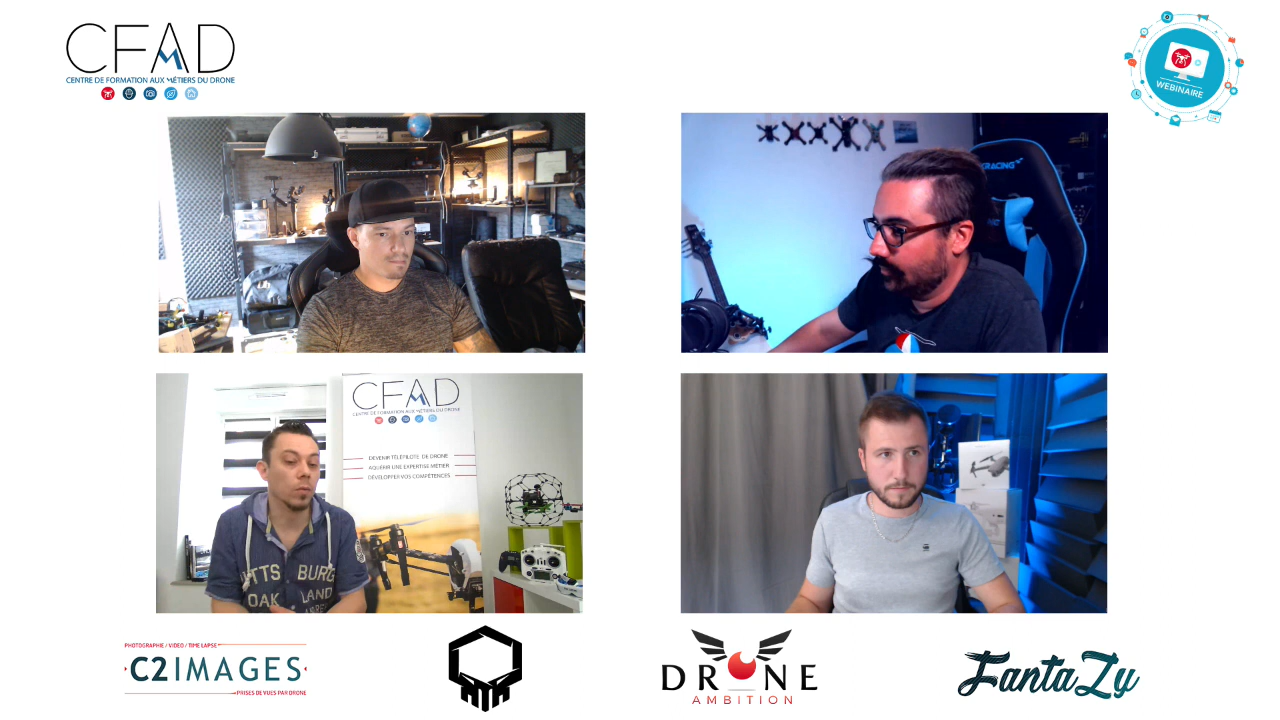 CFAD
CENTRE DE FORMATION AUX MÉTIERS DU DRONE
WEBINAIRE
RACING
CFAD
CENTRE DE FORMATION AUX MÉTIERS DU DRONE
DEVENIR TÉLÉPILOTE DE DRONE
AQUÉRIR UNE EXPERTISE MÉTIER
DÉVELOPPER VOS COMPÉTENCES
TTS BURG
OAK LAND
PHOTOGRAPHIE / VIDEO / TIME LAPSE
C2IMAGES
PRISES DE VUES PAR DRONE
DRONE
AMBITION
FantaZy